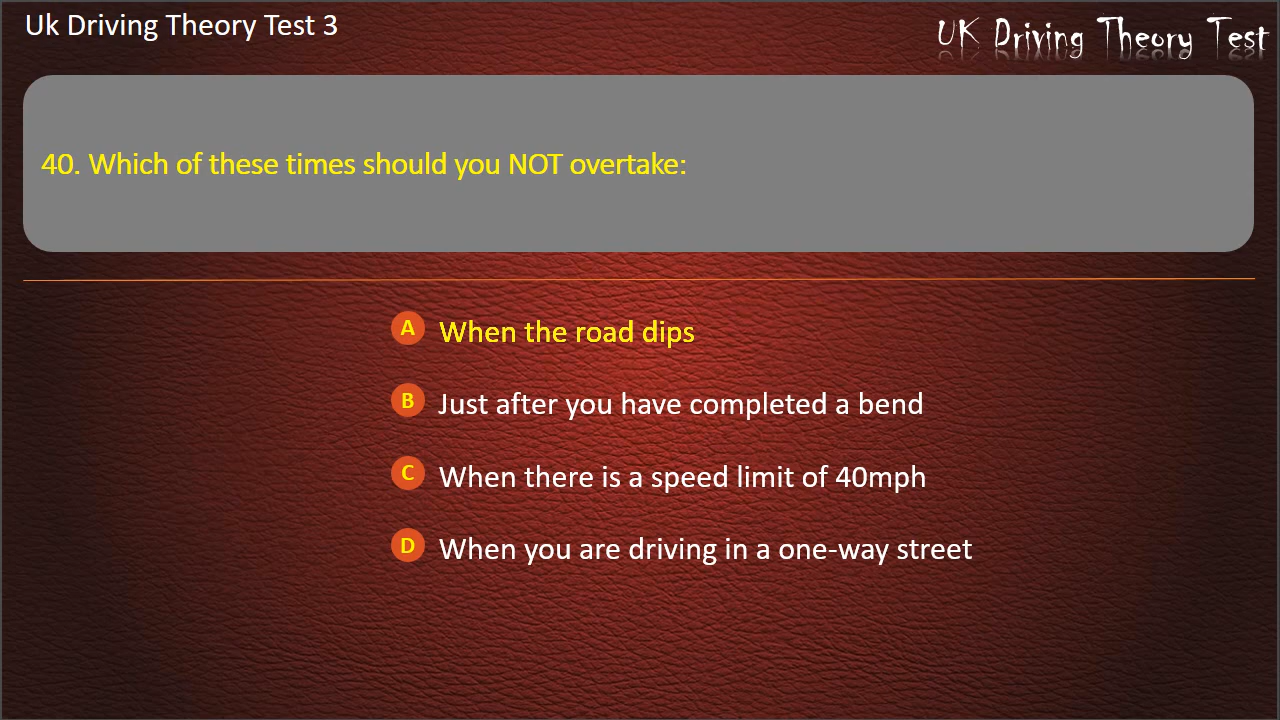 Uk Driving Theory Test 3
UK Driving Theory Test
40. Which of these times should you NOT overtake:
A When the road dips
B Just after you have completed a bend
C When there is a speed limit of 40mph
D When you are driving in a one-way street